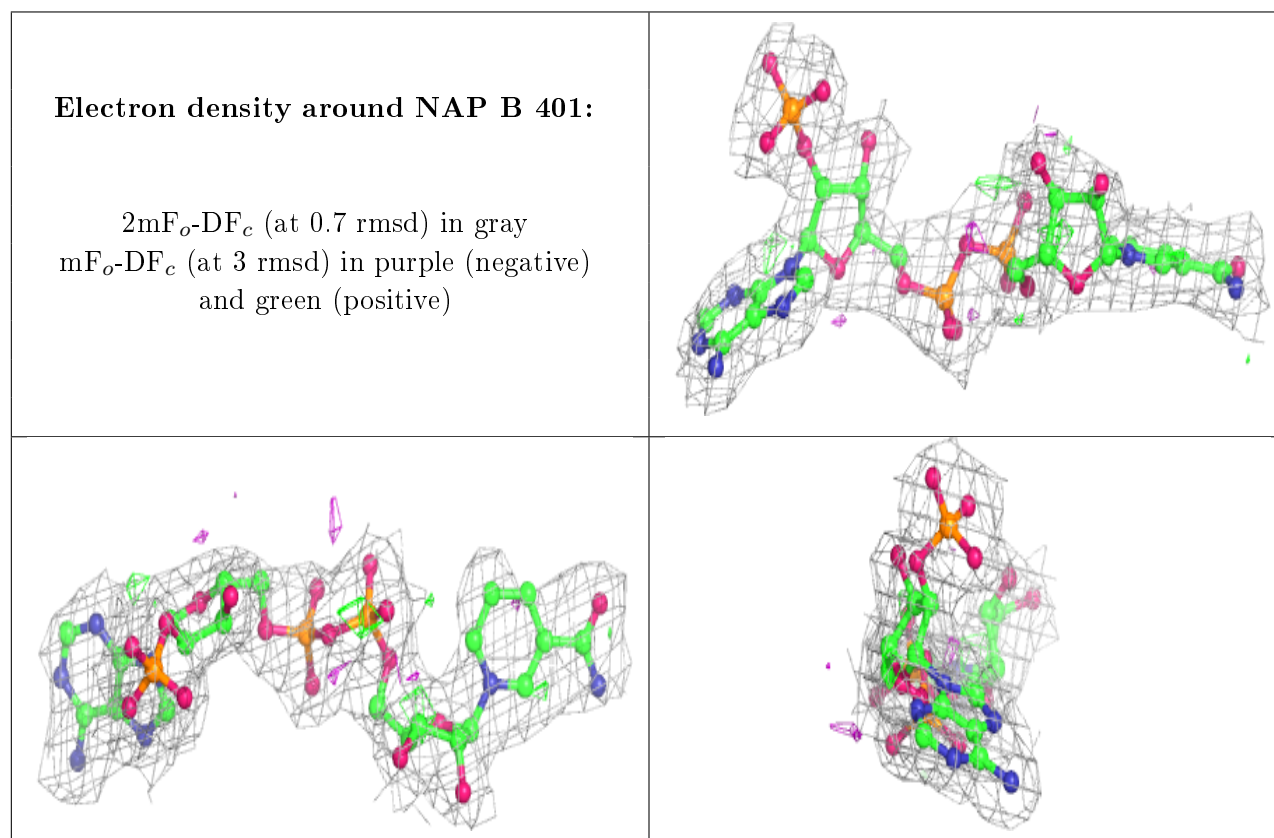 Electron density around NAP B 401:
2mFₒ-DF𝒸 (at 0.7 rmsd) in gray
mFₒ-DF𝒸 (at 3 rmsd) in purple (negative)
and green (positive)